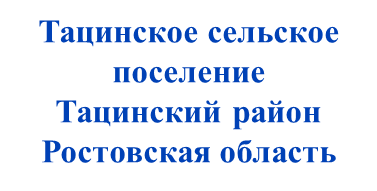 Тацинское сельское
поселение
Тацинский район
Ростовская область